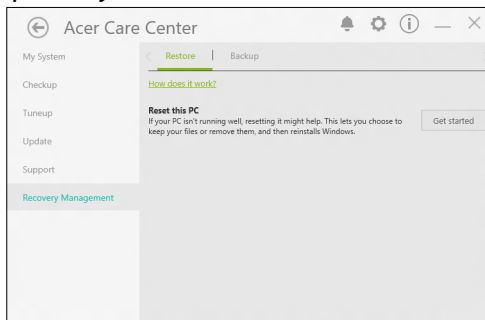 Acer Care Center
My System
Restore
Backup
Checkup
How does it work?
Tuneup
Reset this PC
If your PC isn't running well, resetting it might help. This lets you choose to
keep your files or remove them, and then reinstalls Windows.
Get started
Update
Support
Recovery Management